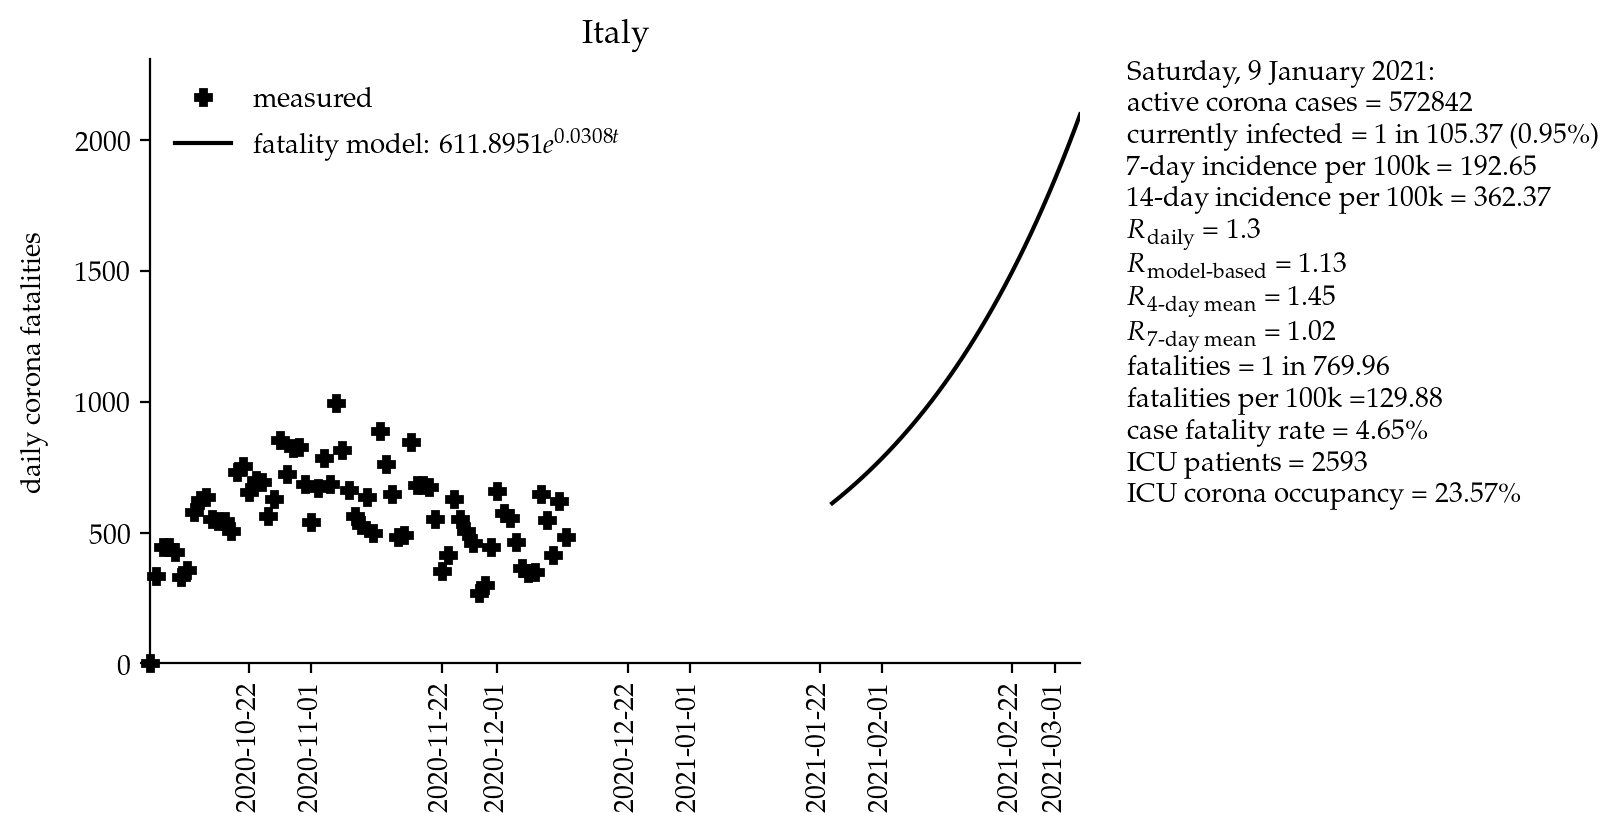 Italy
measured
fatality model: 611.8951e^0.0308t
daily corona fatalities
2000
1500
1000
500
0
2020-10-22
2020-11-01
2020-11-22
2020-12-01
2020-12-22
2021-01-01
2021-01-22
2021-02-01
2021-02-22
2021-03-01
Saturday, 9 January 2021:
active corona cases = 572842
currently infected = 1 in 105.37 (0.95%)
7-day incidence per 100k = 192.65
14-day incidence per 100k = 362.37
R daily = 1.3
R model-based = 1.13
R 4-day mean = 1.45
R 7-day mean = 1.02
fatalities = 1 in 769.96
fatalities per 100k =129.88
case fatality rate = 4.65%
ICU patients = 2593
ICU corona occupancy = 23.57%